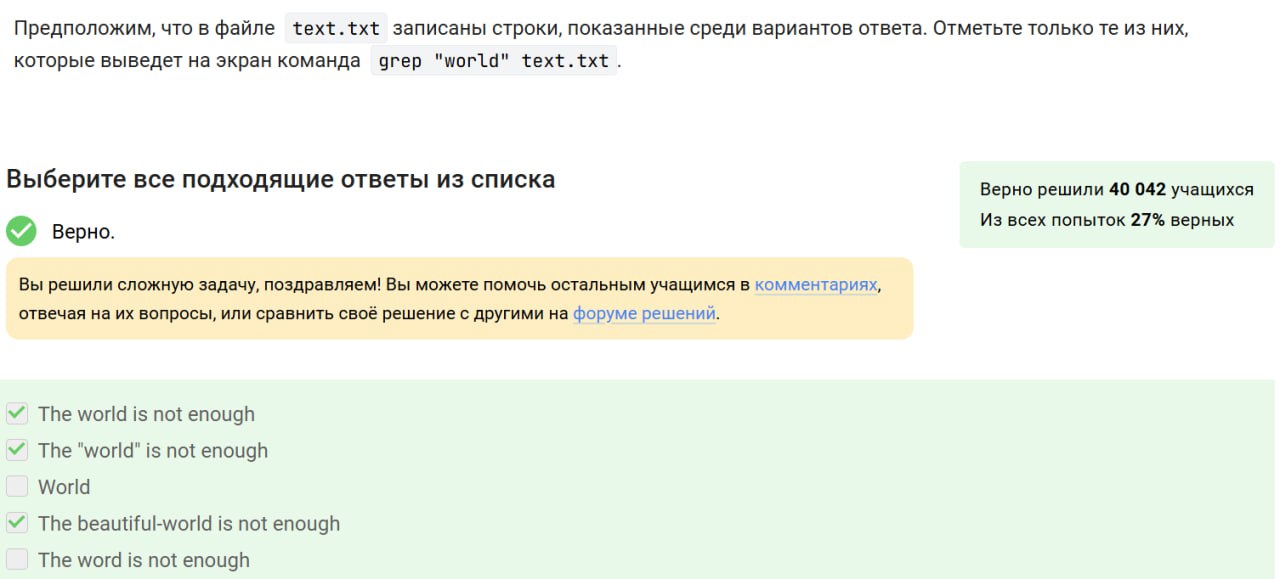 Предположим, что в файле text.txt записаны строки, показанные среди вариантов ответа. Отметьте только те из них,
которые выведет на экран команда grep "world" text.txt.
Выберите все подходящие ответы из списка
Верно решили 40 042 учащихся
Из всех попыток 27% верных
Верно.
Вы решили сложную задачу, поздравляем! Вы можете помочь остальным учащимся в комментариях,
отвечая на их вопросы, или сравнить своё решение с другими на форуме решений.
The world is not enough
The "world" is not enough
World
The beautiful-world is not enough
The word is not enough